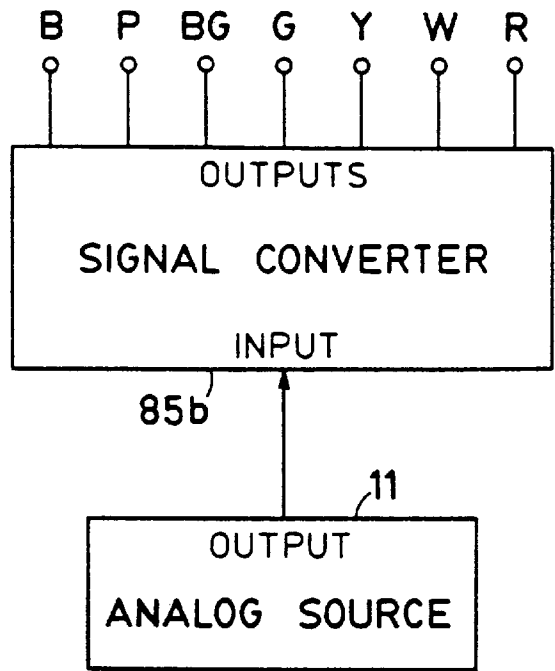 B P BG G Y W R
OUTPUTS
SIGNAL CONVERTER
INPUT
85b
11
OUTPUT
ANALOG SOURCE